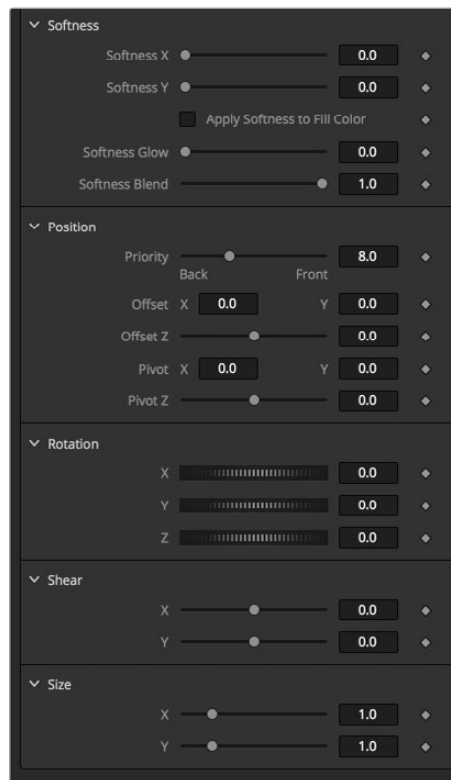 Softness
Softness X 0.0
Softness Y 0.0
Apply Softness to Fill Color
Softness Glow 0.0
Softness Blend 1.0
Position
Priority 8.0
Back Front
Offset X 0.0 Y 0.0
Offset Z 0.0
Pivot X 0.0 Y 0.0
Pivot Z 0.0
Rotation
X 0.0
Y 0.0
Z 0.0
Shear
X 0.0
Y 0.0
Size
X 1.0
Y 1.0